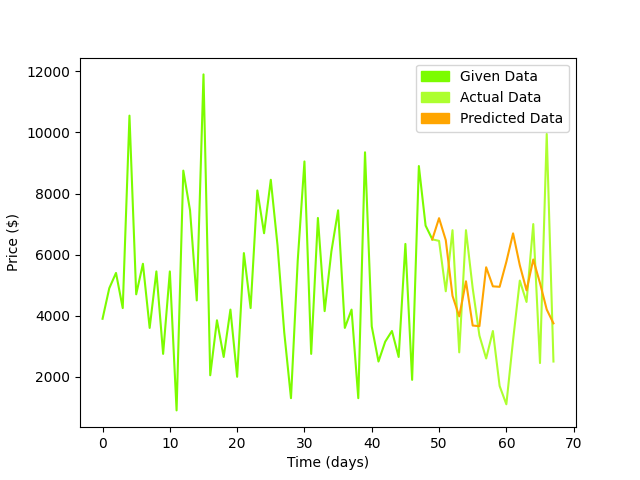 12000
10000
8000
6000
4000
2000
Price ($)
0 10 20 30 40 50 60 70
Time (days)
Given Data
Actual Data
Predicted Data